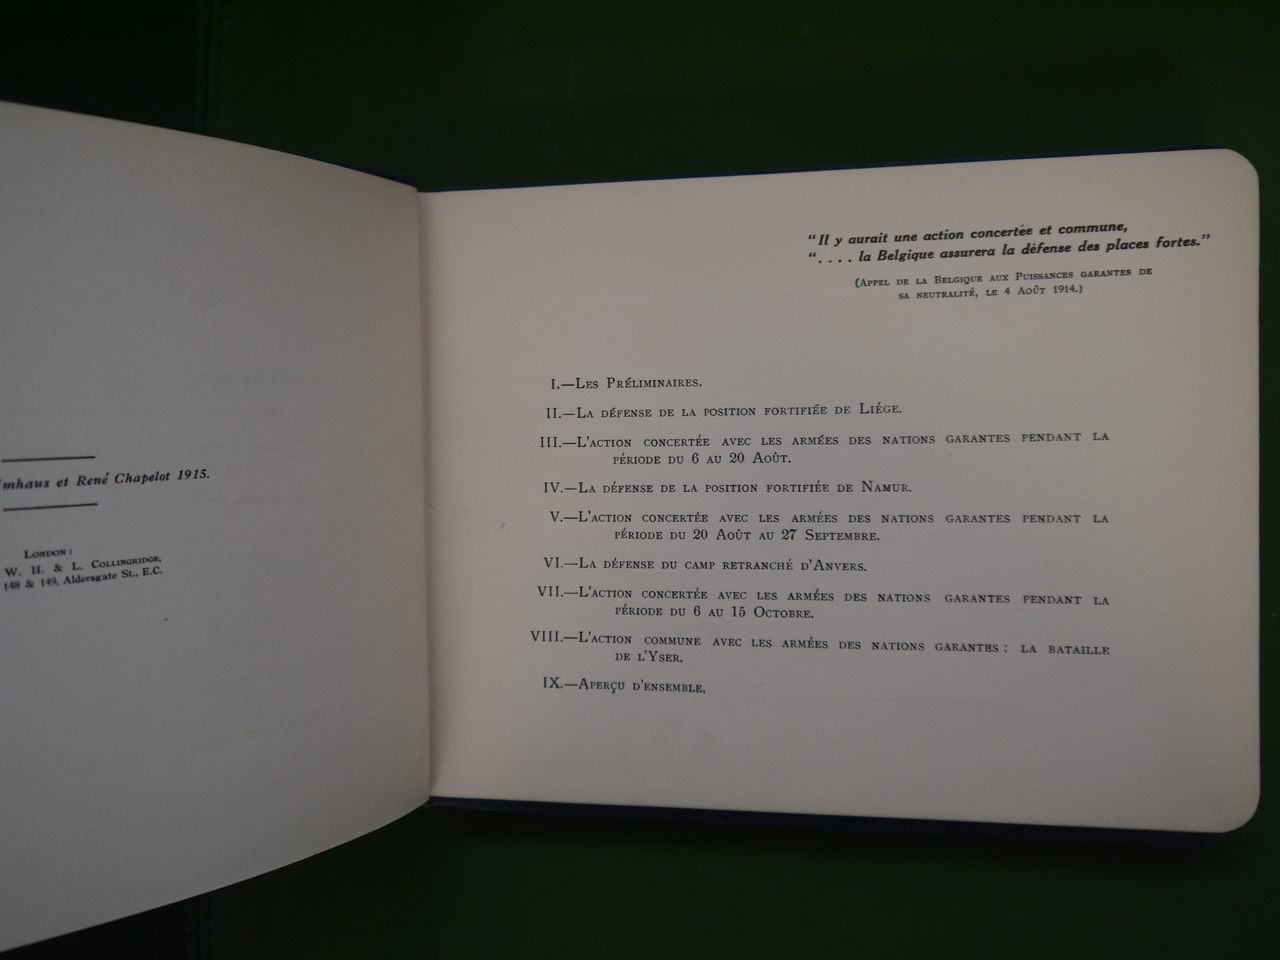 et René Chapelot 1915.
London:
W. H. & L. Collingridge,
148 & 149, Aldersgate St., E.C.
“Il y aurait une action concertée et commune,
“. . . . la Belgique assurera la défense des places fortes.”
(Appel de la Belgique aux Puissances garantes de
sa neutralité, le 4 Août 1914.)
I.—Les Préliminaires.
II.—La défense de la position fortifiée de Liége.
III.—L'action concertée avec les armées des nations garantes pendant la
période du 6 au 20 Août.
IV.—La défense de la position fortifiée de Namur.
V.—L'action concertée avec les armées des nations garantes pendant la
période du 20 Août au 27 Septembre.
VI.—La défense du camp retranché d'Anvers.
VII.—L'action concertée avec les armées des nations garantes pendant la
période du 6 au 15 Octobre.
VIII.—L'action commune avec les armées des nations garantes: la bataille
de l'Yser.
IX.—Aperçu d'ensemble.